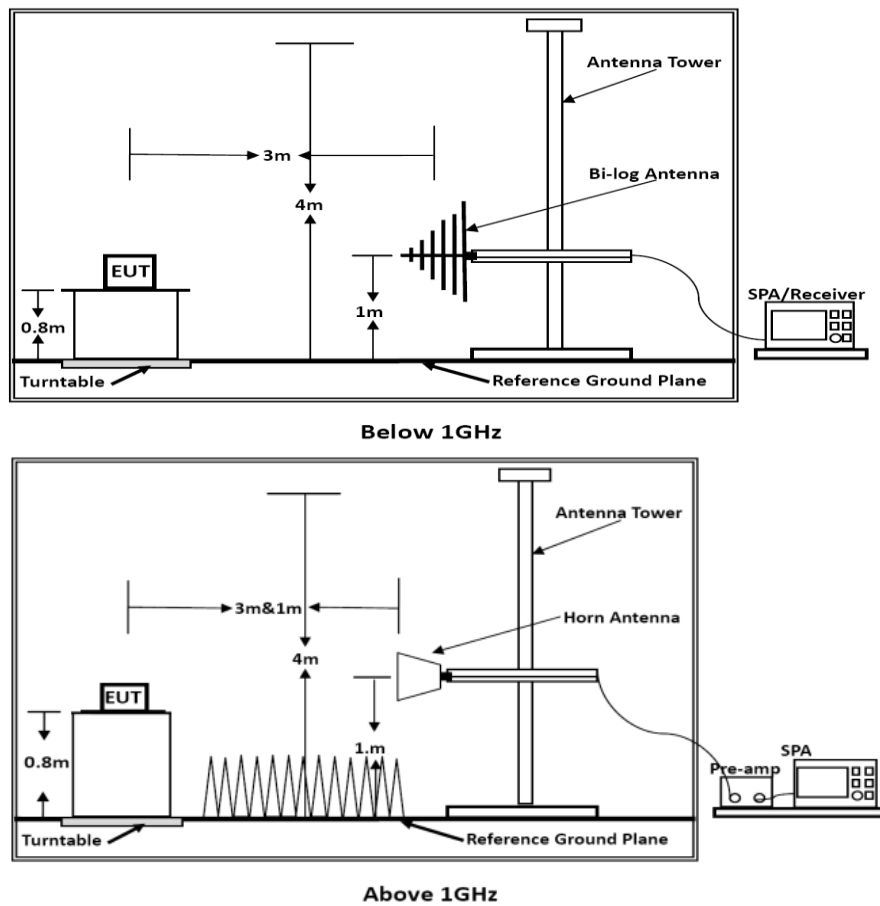 Antenna Tower
3m
Bi-log Antenna
4m
EUT
1m
SPA/Receiver
0.8m
Turntable
Reference Ground Plane
Below 1GHz
Antenna Tower
3m&1m
Horn Antenna
4m
EUT
1.m
SPA
0.8m
Pre-amp
Turntable
Reference Ground Plane
Above 1GHz